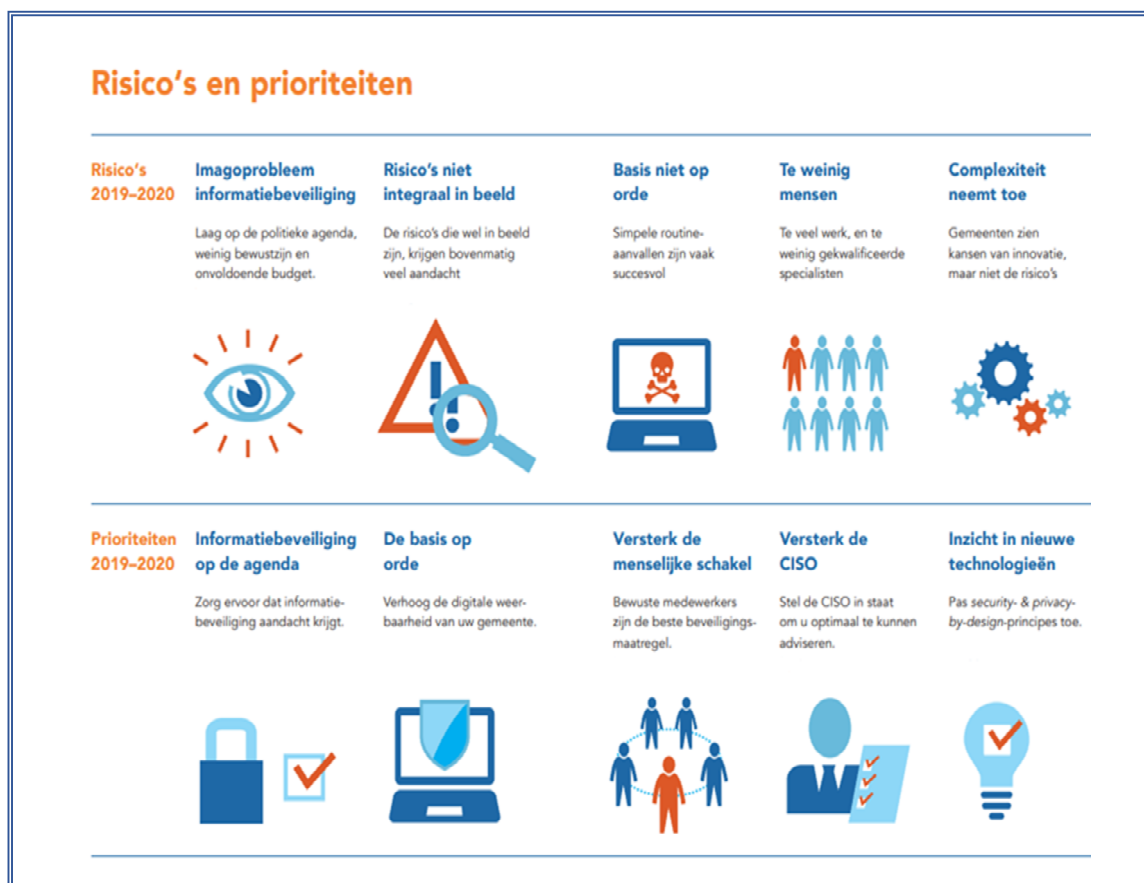 Risico's en prioriteiten
Risico's
2019–2020
Imagoprobleem
informatiebeveiliging
Laag op de politieke agenda,
weinig bewustzijn en
onvoldoende budget.
Risico's niet
integraal in beeld
De risico's die wel in beeld
zijn, krijgen bovenmatig
veel aandacht
Basis niet op
orde
Simpele routine-
aanvallen zijn vaak
succesvol
Te weinig
mensen
Te veel werk, en te
weinig gekwalificeerde
specialisten
Complexiteit
neemt toe
Gemeenten zien
kansen van innovatie,
maar niet de risico's
Prioriteiten
2019–2020
Informatiebeveiliging
op de agenda
Zorg ervoor dat informatie-
beveiliging aandacht krijgt.
De basis op
orde
Verhoog de digitale weer-
baarheid van uw gemeente.
Versterk de
menselijke schakel
Bewuste medewerkers
zijn de beste beveiligings-
maatregel.
Versterk de
CISO
Stel de CISO in staat
om u optimaal te kunnen
adviseren.
Inzicht in nieuwe
technologieën
Pas security- & privacy-
by-design-principes toe.